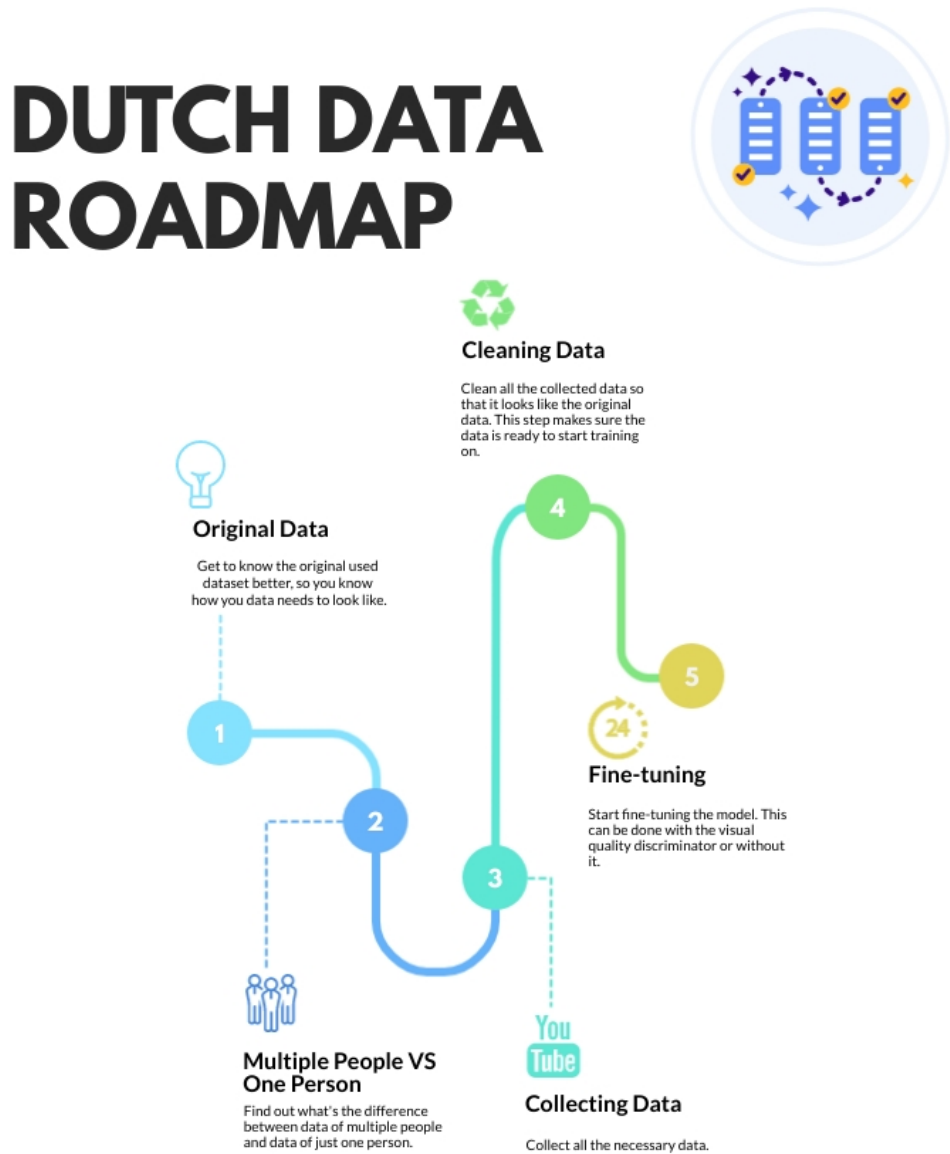 DUTCH DATA
ROADMAP
Cleaning Data
Clean all the collected data so
that it looks like the original
data. This step makes sure the
data is ready to start training
on.
4
Original Data
Get to know the original used
dataset better, so you know
how you data needs to look like.
1
5
24
Fine-tuning
Start fine-tuning the model. This
can be done with the visual
quality discriminator or without
it.
2
3
Multiple People VS
One Person
Find out what's the difference
between data of multiple people
and data of just one person.
You
Tube
Collecting Data
Collect all the necessary data.